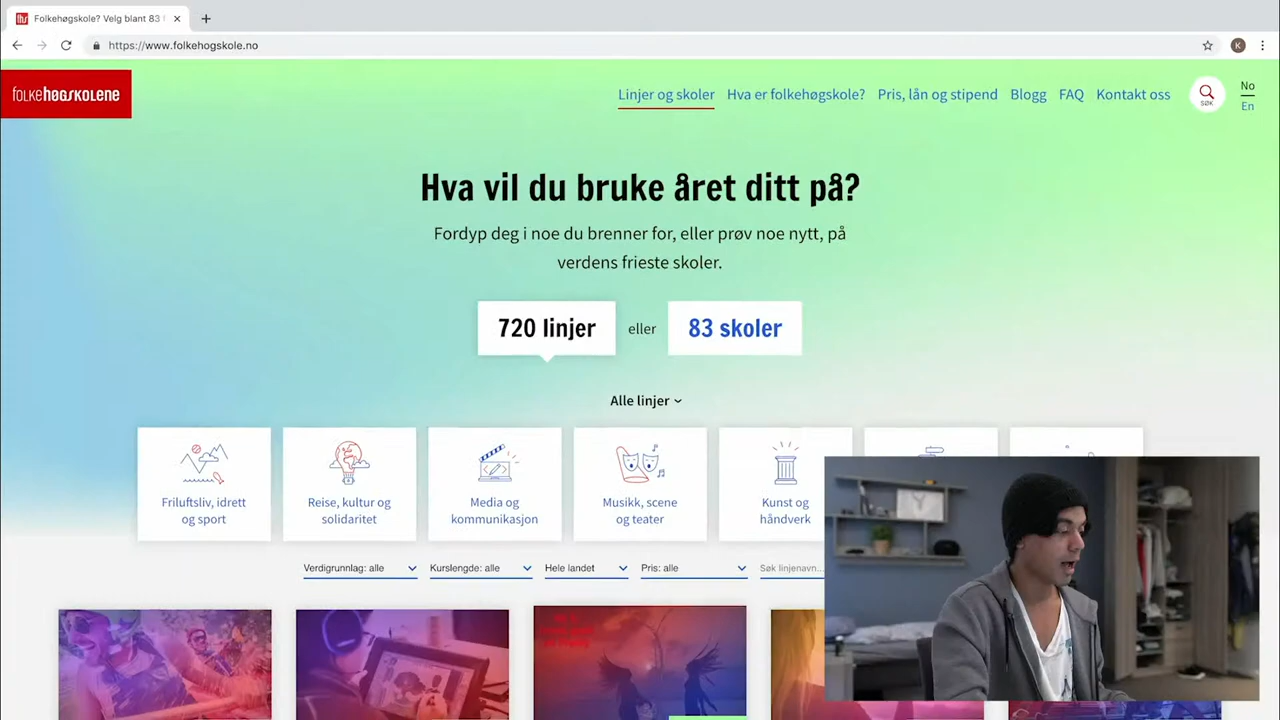 Folkehøgskole? Velg blant 83
https://www.folkehogskole.no
folkehøgskolene
Linjer og skoler
Hva er folkehøgskole?
Pris, lån og stipend
Blogg
FAQ
Kontakt oss
SØK
No
En
Hva vil du bruke året ditt på?
Fordyp deg i noe du brenner for, eller prøv noe nytt, på
verdens frieste skoler.
720 linjer
eller
83 skoler
Alle linjer
Friluftsliv, idrett
og sport
Reise, kultur og
solidaritet
Media og
kommunikasjon
Musikk, scene
og teater
Kunst og
håndverk
Verdigrunnlag: alle
Kurslengde: alle
Hele landet
Pris: alle
Søk linjenavn...
K